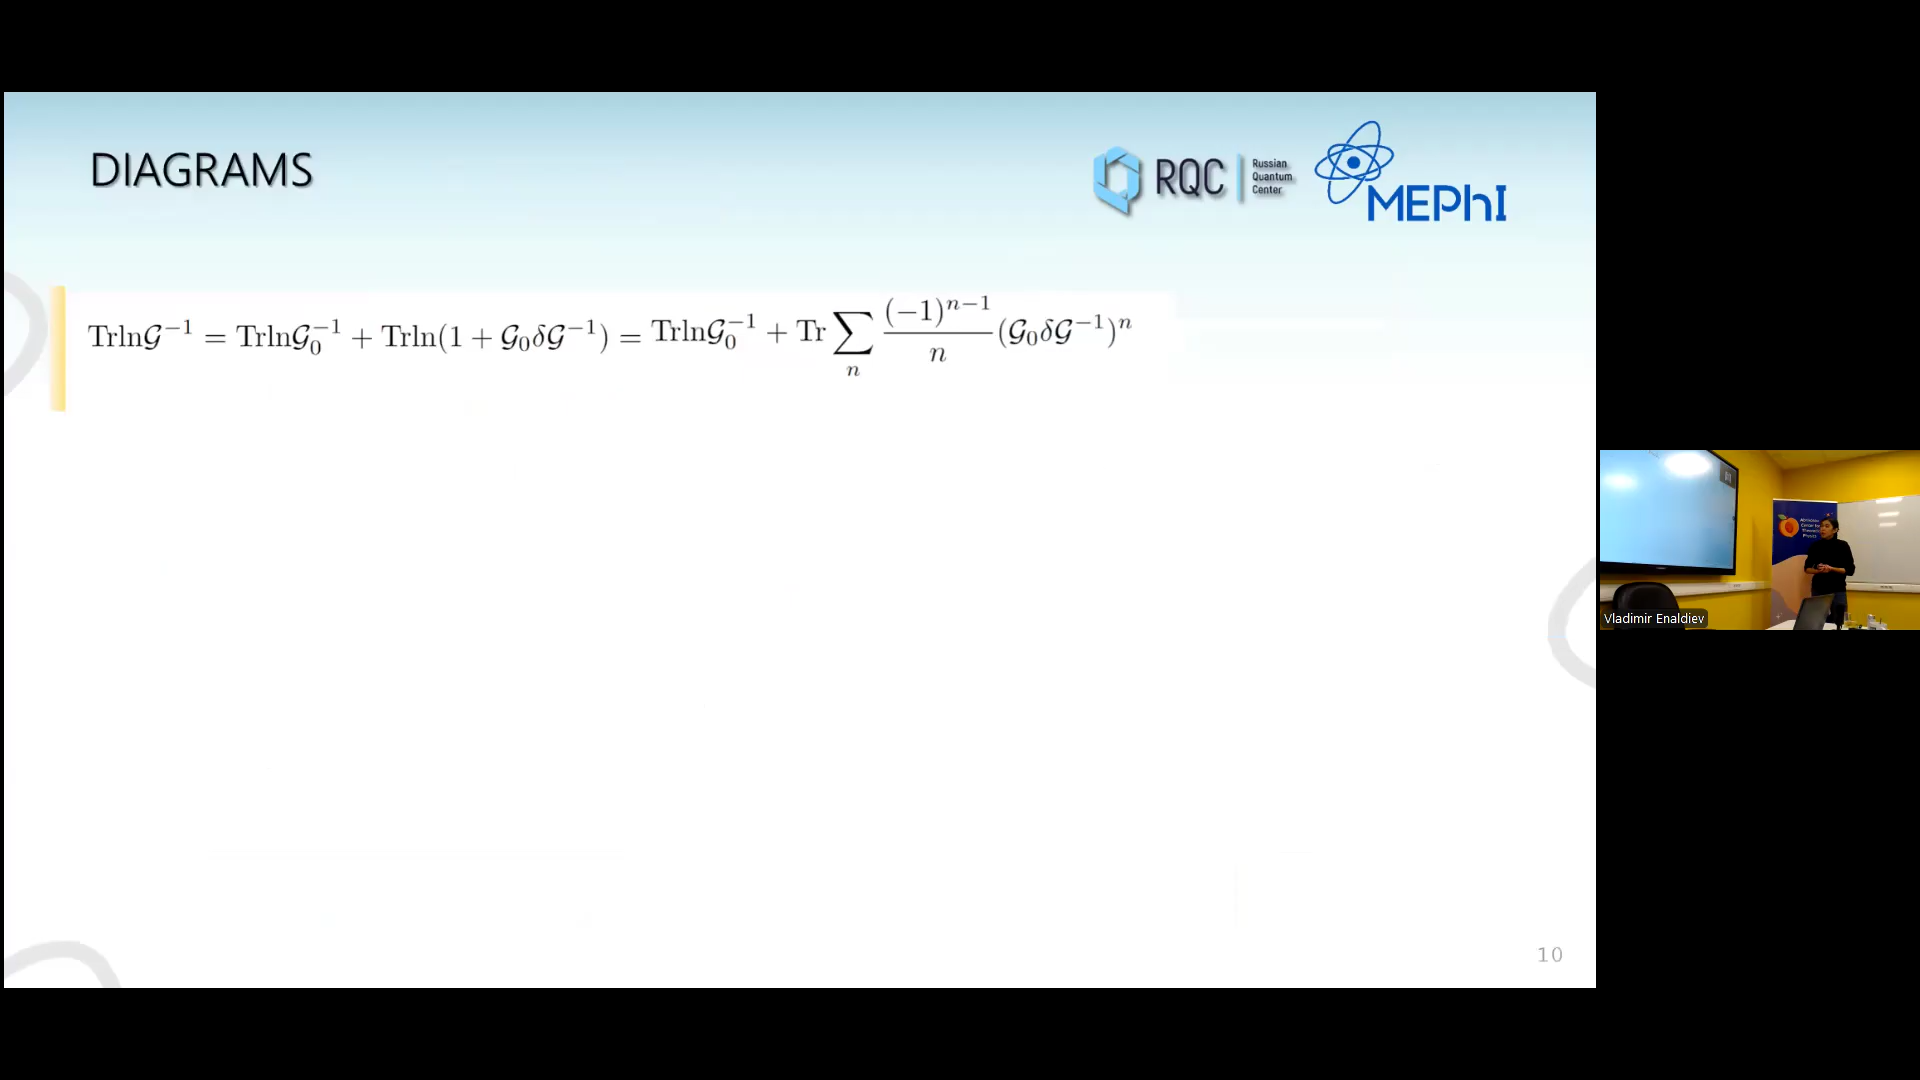 DIAGRAMS
RQC
Russian
Quantum
Center
MEPhI
Trln𝒢⁻¹ = Trln𝒢₀⁻¹ + Trln(1 + 𝒢₀δ𝒢⁻¹) = Trln𝒢₀⁻¹ + Tr ∑ₙ (-1)ⁿ⁻¹/n (𝒢₀δ𝒢⁻¹)ⁿ
10
Vladimir Enaldiev